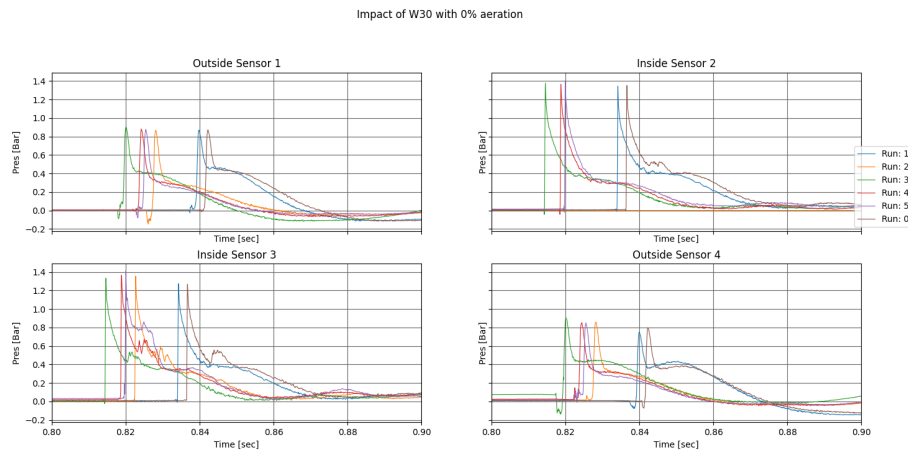 Impact of W30 with 0% aeration
Outside Sensor 1
Inside Sensor 2
Pres [Bar]
1.4
1.2
1.0
0.8
0.6
0.4
0.2
0.0
−0.2
Time [sec]
Pres [Bar]
Time [sec]
Run: 1
Run: 2
Run: 3
Run: 4
Run: 5
Run: 0
Inside Sensor 3
Outside Sensor 4
Pres [Bar]
1.4
1.2
1.0
0.8
0.6
0.4
0.2
0.0
−0.2
0.80
0.82
0.84
0.86
0.88
0.90
Time [sec]
Pres [Bar]
0.80
0.82
0.84
0.86
0.88
0.90
Time [sec]